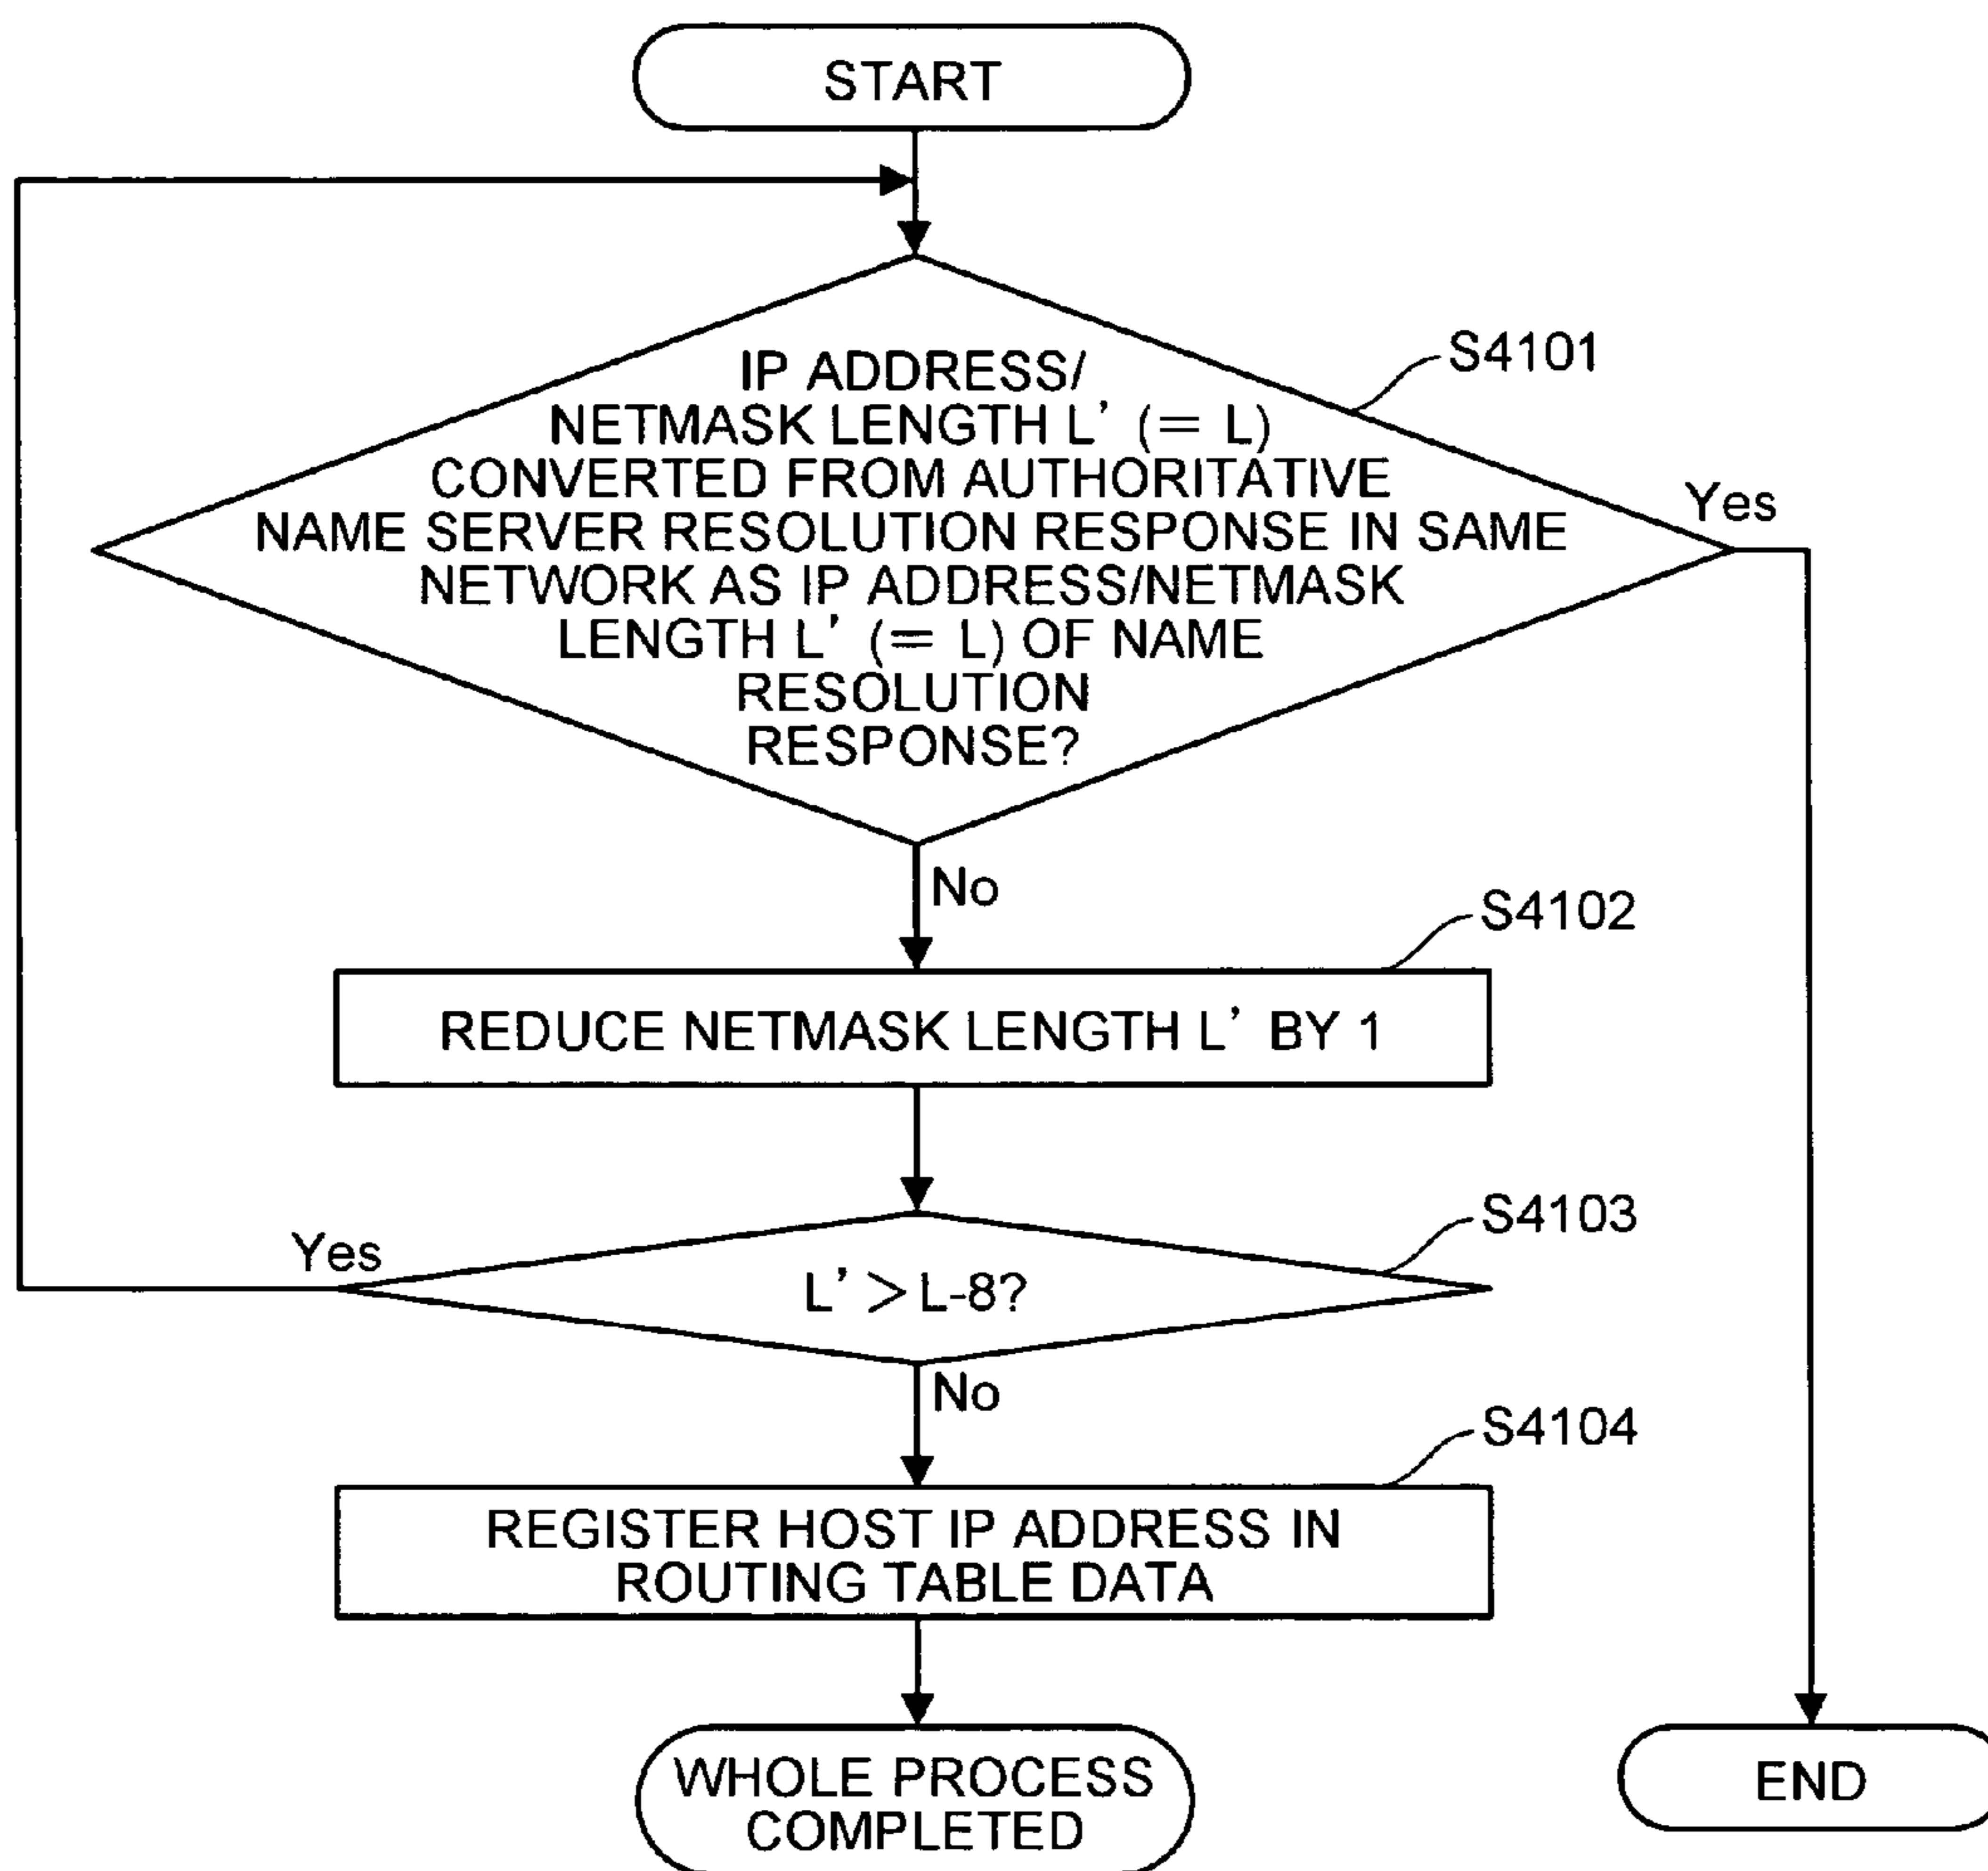 START
S4101
IP ADDRESS/
NETMASK LENGTH L' (= L)
CONVERTED FROM AUTHORITATIVE
NAME SERVER RESOLUTION RESPONSE IN SAME
NETWORK AS IP ADDRESS/NETMASK
LENGTH L' (= L) OF NAME
RESOLUTION
RESPONSE?
Yes
No
S4102
REDUCE NETMASK LENGTH L' BY 1
S4103
Yes
L' > L-8?
No
S4104
REGISTER HOST IP ADDRESS IN
ROUTING TABLE DATA
WHOLE PROCESS
COMPLETED
END